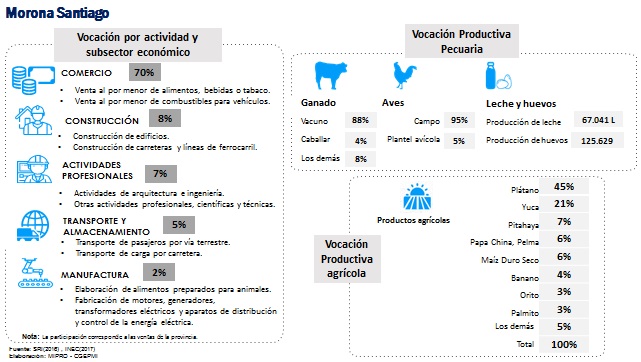 Morona Santiago
Vocación por actividad y
subsector económico
COMERCIO 70%
• Venta al por menor de alimentos, bebidas o tabaco.
• Venta al por menor de combustibles para vehículos.
CONSTRUCCIÓN 8%
• Construcción de edificios.
• Construcción de carreteras y líneas de ferrocarril.
ACTIVIDADES
PROFESIONALES 7%
• Actividades de arquitectura e ingeniería.
• Otras actividades profesionales, científicas y técnicas.
TRANSPORTE Y
ALMACENAMIENTO 5%
• Transporte de pasajeros por vía terrestre.
• Transporte de carga por carretera.
MANUFACTURA 2%
• Elaboración de alimentos preparados para animales.
• Fabricación de motores, generadores,
transformadores eléctricos y aparatos de distribución
y control de la energía eléctrica.
Nota: La participación corresponde a las ventas de la provincia.
Fuente: SRI(2016) , INEC(2017)
Elaboración: MIPRO - CGEPMI
Vocación Productiva
Pecuaria
Ganado
Vacuno 88%
Caballar 4%
Los demás 8%
Aves
Campo 95%
Plantel avícola 5%
Leche y huevos
Producción de leche 67.041 L
Producción de huevos 125.629
Vocación
Productiva
agrícola
Productos agrícolas
Plátano 45%
Yuca 21%
Pitahaya 7%
Papa China, Pelma 6%
Maíz Duro Seco 6%
Banano 4%
Orito 3%
Palmito 3%
Los demás 5%
Total 100%